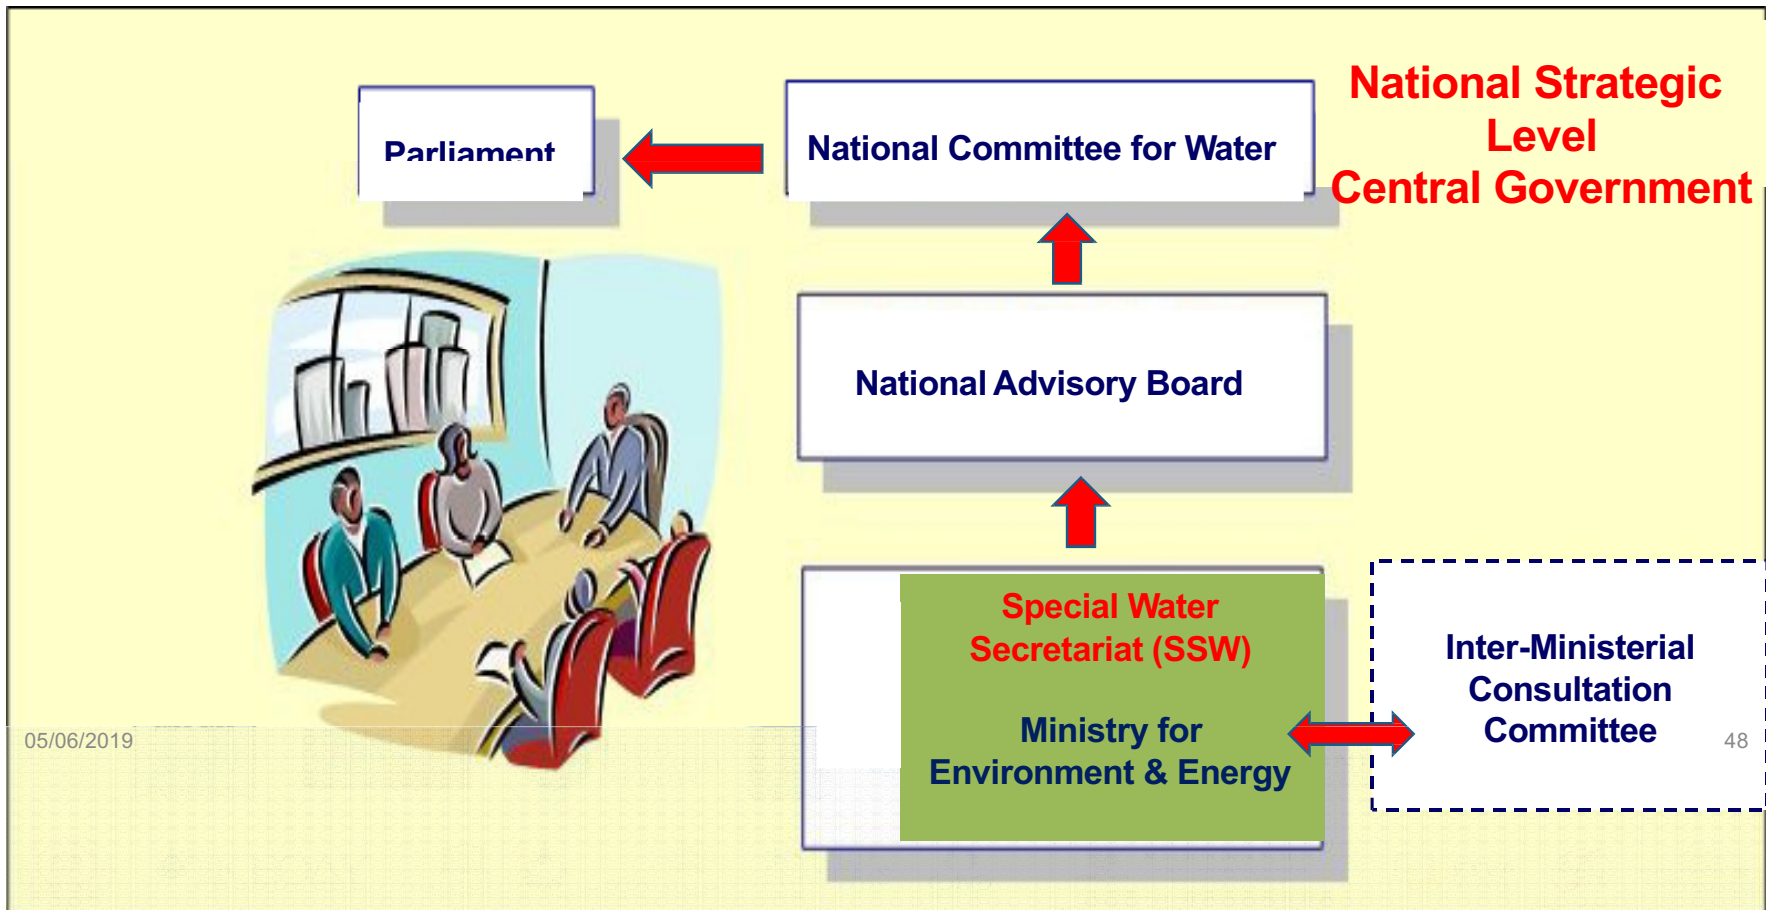 National Strategic
Level
Central Government
Parliament
National Committee for Water
National Advisory Board
Special Water
Secretariat (SSW)
Ministry for
Environment & Energy
Inter-Ministerial
Consultation
Committee
05/06/2019
48